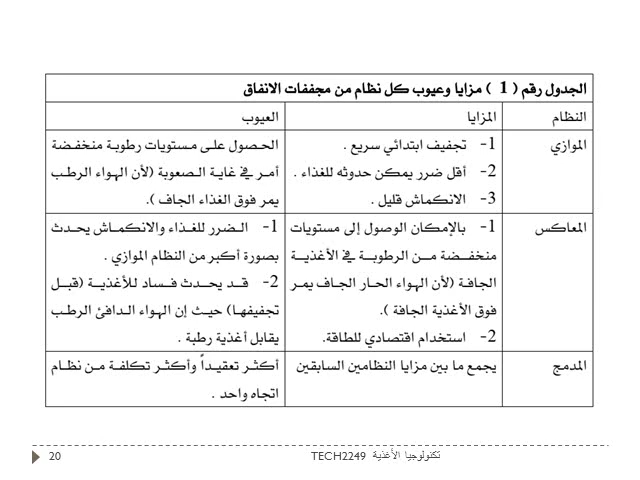 الجدول رقم ( 1 ) مزايا وعيوب كل نظام من مجففات الانفاق
النظام
المزايا
العيوب
الموازي
1- تجفيف ابتدائي سريع .
2- أقل ضرر يمكن حدوثه للغذاء .
3- الانكماش قليل .
الحصول على مستويات رطوبة منخفضة
أمر في غاية الصعوبة (لأن الهواء الرطب
يمر فوق الغذاء الجاف ).
المعاكس
1- بالإمكان الوصول إلى مستويات
منخفضة من الرطوبة في الأغذية
الجافة (لأن الهواء الحار الجاف يمر
فوق الأغذية الجافة ).
2- استخدام اقتصادي للطاقة.
1- الضرر للغذاء والانكماش يحدث
بصورة أكبر من النظام الموازي .
2- قد يحدث فساد للأغذية (قبل
تجفيفها) حيث إن الهواء الدافئ الرطب
يقابل أغذية رطبة .
المدمج
يجمع ما بين مزايا النظامين السابقين
أكثر تعقيداً وأكثر تكلفة من نظام
اتجاه واحد .
20
TECH2249 تكنولوجيا الأغذية